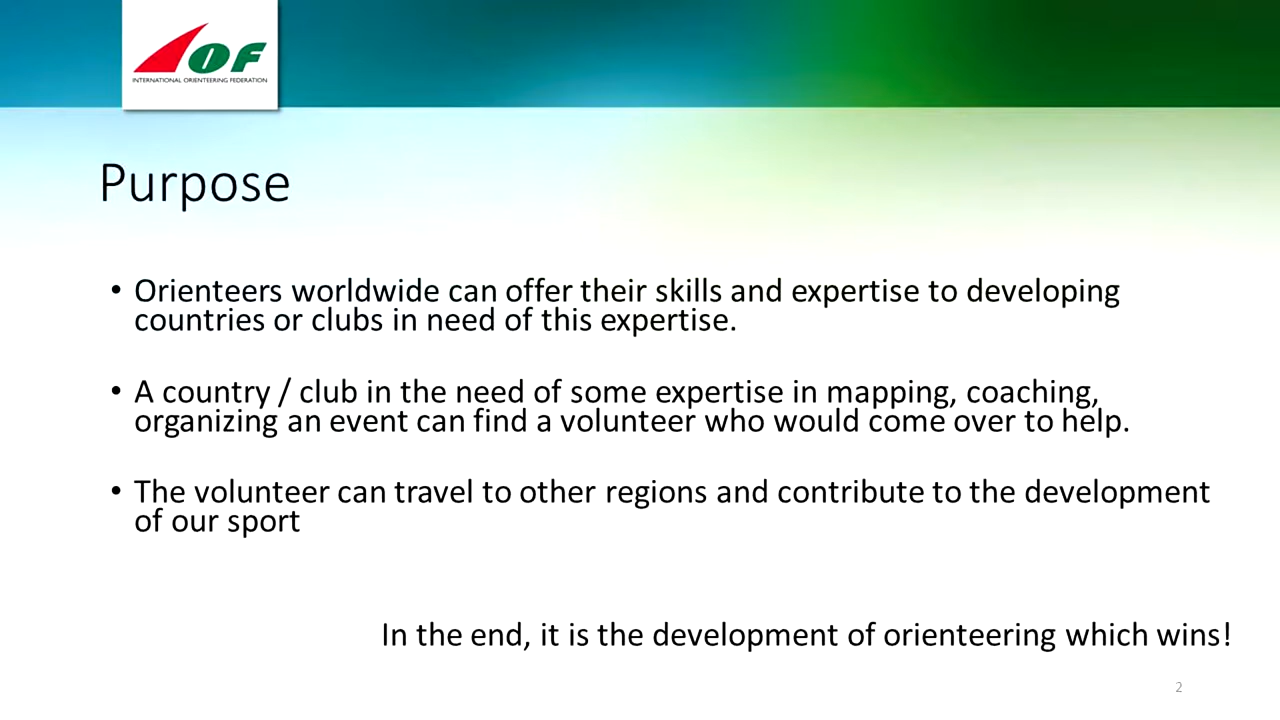 IOF
INTERNATIONAL ORIENTEERING FEDERATION
Purpose
• Orienteers worldwide can offer their skills and expertise to developing
countries or clubs in need of this expertise.
• A country / club in the need of some expertise in mapping, coaching,
organizing an event can find a volunteer who would come over to help.
• The volunteer can travel to other regions and contribute to the development
of our sport
In the end, it is the development of orienteering which wins!
2